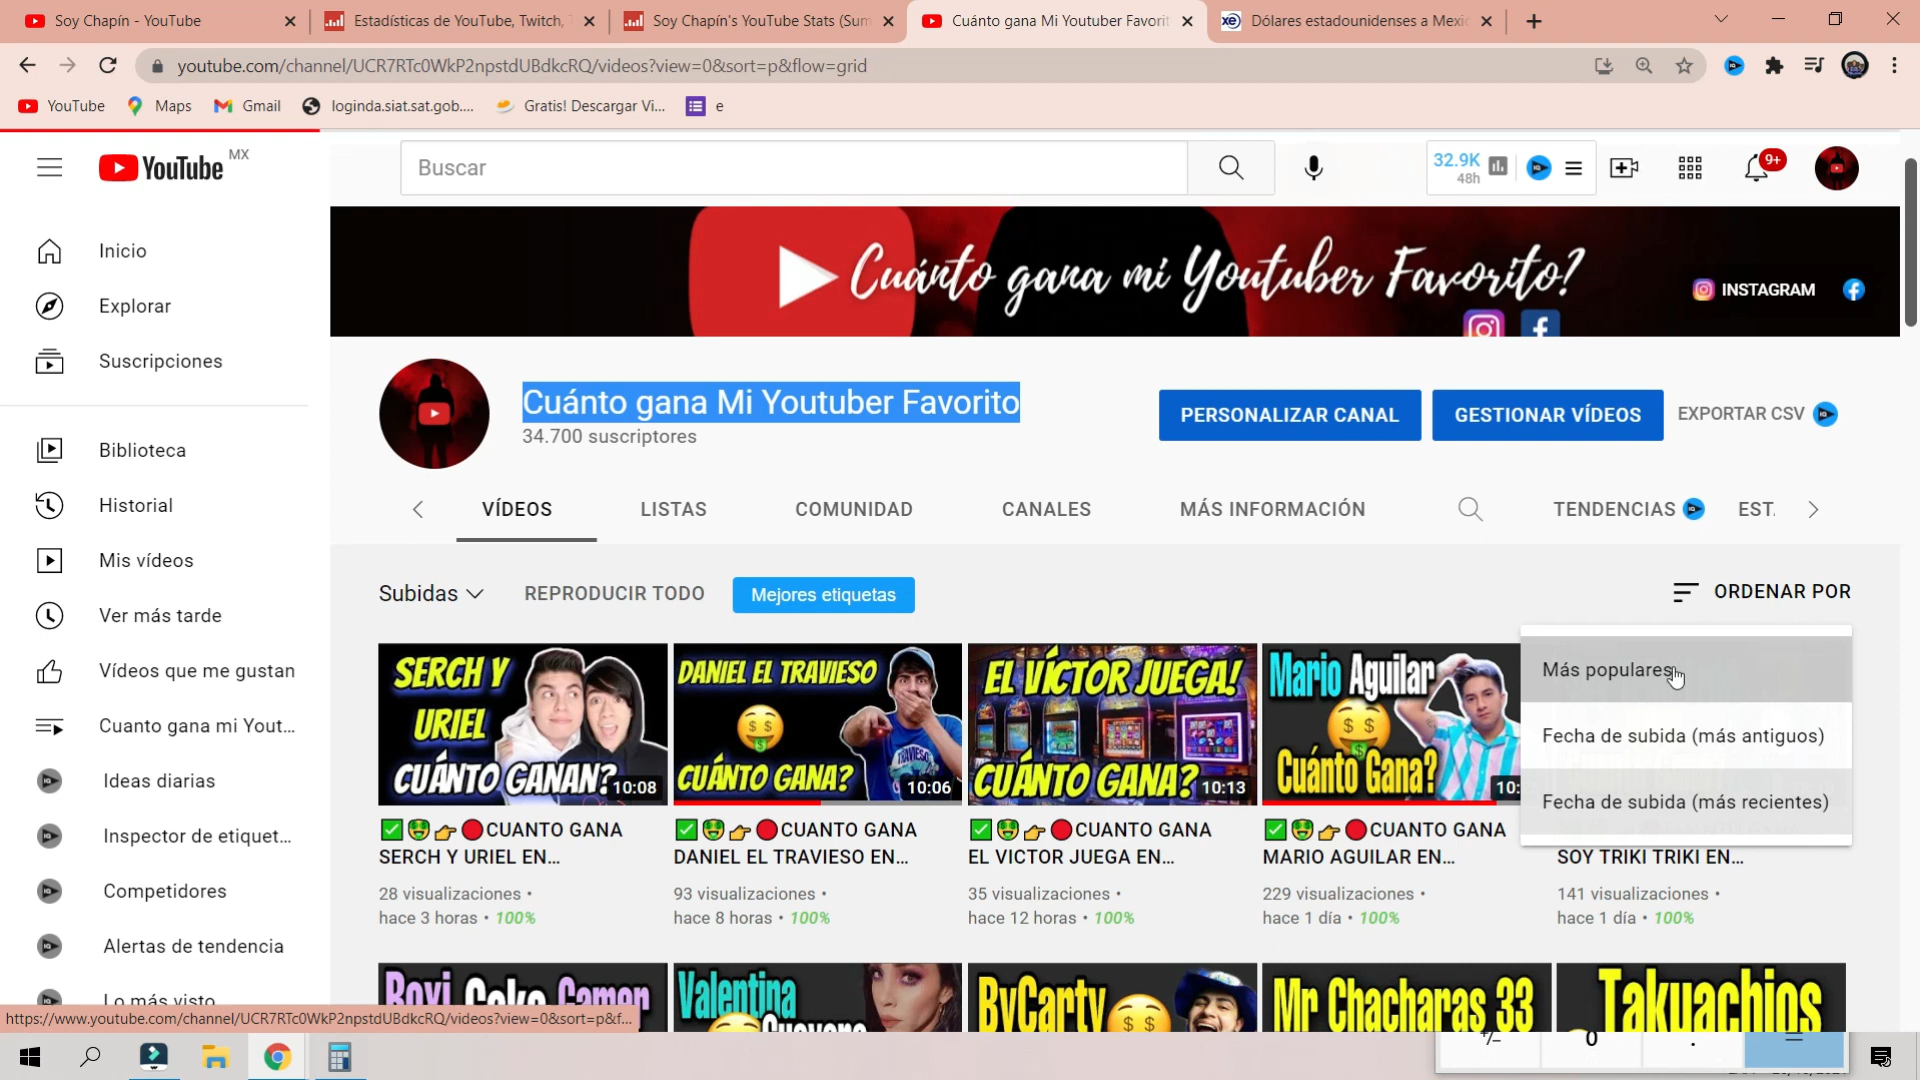 Soy Chapín - YouTube
Estadísticas de YouTube, Twitch,
Soy Chapín's YouTube Stats (Sum
Cuánto gana Mi Youtuber Favorit
Dólares estadounidenses a Mexic
youtube.com/channel/UCR7RTc0WkP2npstdUBdkcRQ/videos?view=0&sort=p&flow=grid
YouTube
Maps
Gmail
loginda.siat.sat.gob....
Gratis! Descargar Vi...
e
YouTube MX
Buscar
32.9K
48h
9+
Cuánto gana mi Youtuber Favorito?
INSTAGRAM
Inicio
Explorar
Suscripciones
Biblioteca
Historial
Mis vídeos
Ver más tarde
Vídeos que me gustan
Cuanto gana mi Yout...
Ideas diarias
Inspector de etiquet...
Competidores
Alertas de tendencia
Lo más visto
Cuánto gana Mi Youtuber Favorito
34.700 suscriptores
PERSONALIZAR CANAL
GESTIONAR VÍDEOS
EXPORTAR CSV
VÍDEOS
LISTAS
COMUNIDAD
CANALES
MÁS INFORMACIÓN
TENDENCIAS
EST.
Subidas
REPRODUCIR TODO
Mejores etiquetas
ORDENAR POR
Más populares
Fecha de subida (más antiguos)
Fecha de subida (más recientes)
SERCH Y
URIEL
CUÁNTO GANAN?
10:08
DANIEL EL TRAVIESO
CUÁNTO GANA?
10:06
EL VÍCTOR JUEGA!
CUÁNTO GANA?
10:13
Mario Aguilar
Cuánto Gana?
10:
✅🤑👉🔴CUANTO GANA
SERCH Y URIEL EN...
28 visualizaciones •
hace 3 horas • 100%
✅🤑👉🔴CUANTO GANA
DANIEL EL TRAVIESO EN...
93 visualizaciones •
hace 8 horas • 100%
✅🤑👉🔴CUANTO GANA
EL VICTOR JUEGA EN...
35 visualizaciones •
hace 12 horas • 100%
✅🤑👉🔴CUANTO GANA
MARIO AGUILAR EN...
229 visualizaciones •
hace 1 día • 100%
SOY TRIKI TRIKI EN...
141 visualizaciones •
hace 1 día • 100%
Royi Coko Gamer
Valentina
ByCarty
Mr Chacharas 33
Takuachios
https://www.youtube.com/channel/UCR7RTc0WkP2npstdUBdkcRQ/videos?view=0&sort=p&f...
+/- 0 . =